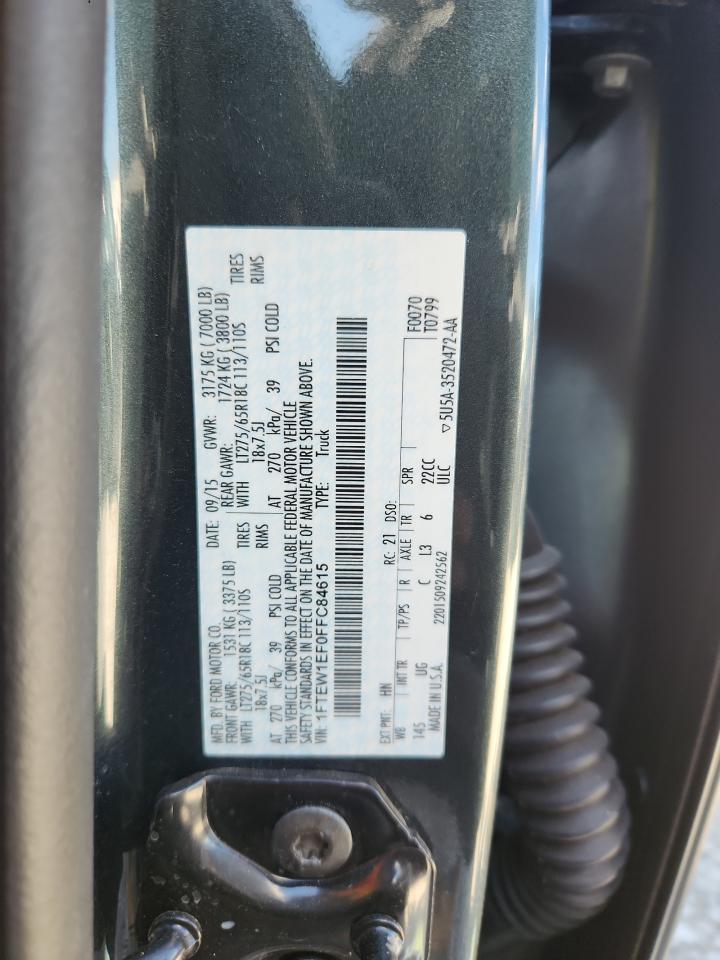 MFD. BY FORD MOTOR CO. DATE: 09/15 GVWR: 3175 KG ( 7000 LB)
FRONT GAWR: 1531 KG ( 3375 LB) REAR GAWR: 1724 KG ( 3800 LB)
WITH LT275/65R18C 113/110S TIRES WITH LT275/65R18C 113/110S TIRES
18x7.5J RIMS 18x7.5J RIMS
AT 270 kPa/ 39 PSI COLD AT 270 kPa/ 39 PSI COLD
THIS VEHICLE CONFORMS TO ALL APPLICABLE FEDERAL MOTOR VEHICLE
SAFETY STANDARDS IN EFFECT ON THE DATE OF MANUFACTURE SHOWN ABOVE.
VIN: 1FTEW1EF0FFC84615 TYPE: Truck
EXT PNT: HN RC: 21 DSO:
WB INT TR TP/PS R AXLE TR SPR F0070
145 UG C L3 6 22CC T0799
MADE IN U.S.A. 2201509242562 ULC ▽5U5A-3520472-AA